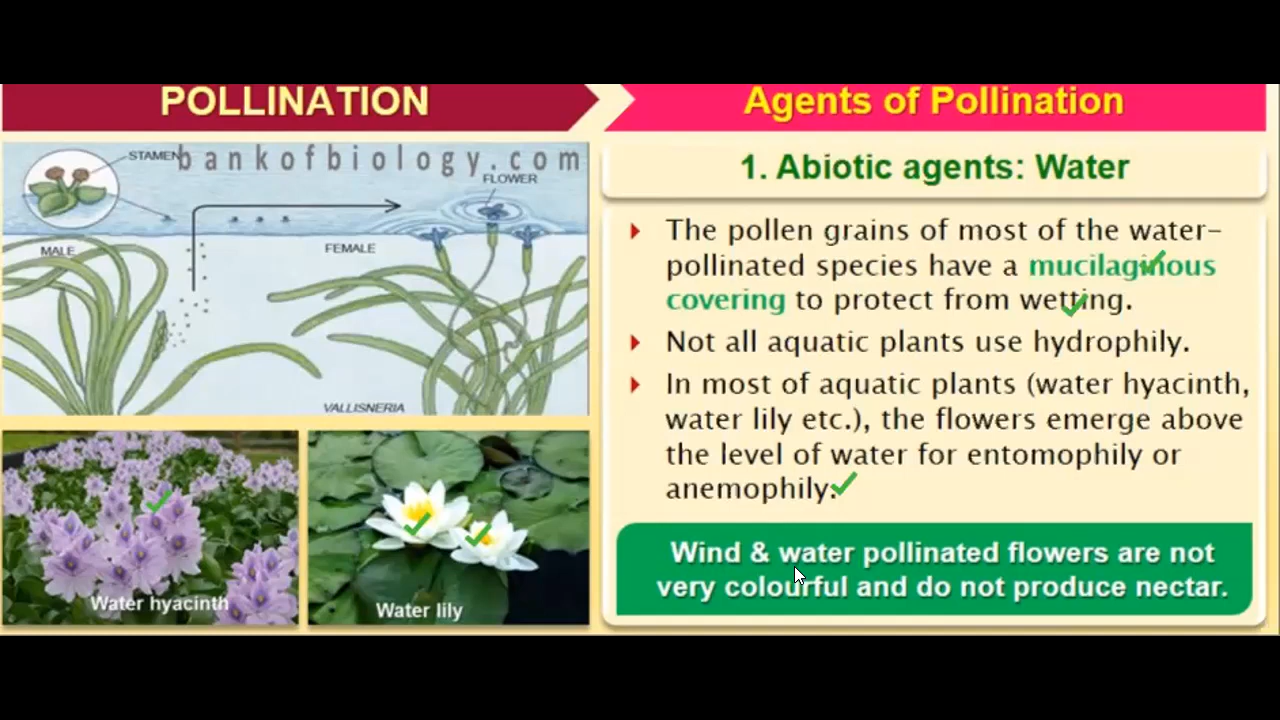 POLLINATION
Agents of Pollination
STAMEN
bankofbiology.com
FLOWER
MALE
FEMALE
VALLISNERIA
Water hyacinth
Water lily
1. Abiotic agents: Water
The pollen grains of most of the water-
pollinated species have a mucilaginous
covering to protect from wetting.
Not all aquatic plants use hydrophily.
In most of aquatic plants (water hyacinth,
water lily etc.), the flowers emerge above
the level of water for entomophily or
anemophily.
Wind & water pollinated flowers are not
very colourful and do not produce nectar.